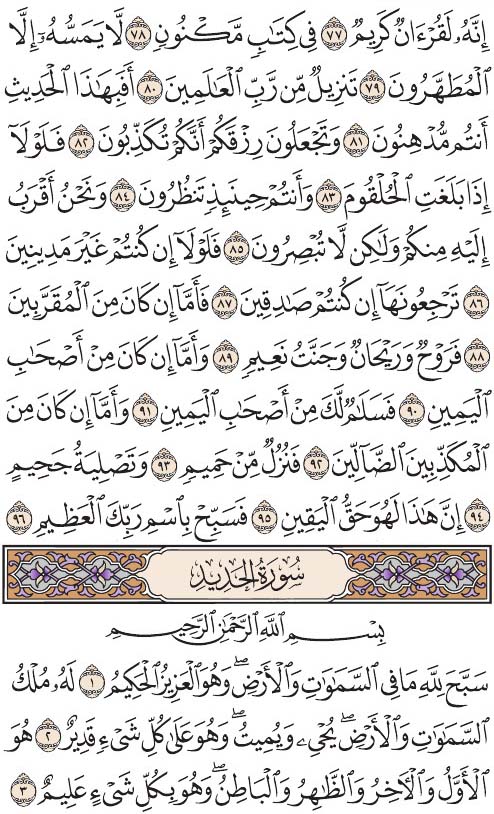 إِنَّهُۥ لَقُرْءَانٌ كَرِيمٌ ٧٧ فِى كِتَٰبٍ مَّكْنُونٍ ٧٨ لَّا يَمَسُّهُۥٓ إِلَّا
ٱلْمُطَهَّرُونَ ٧٩ تَنزِيلٌ مِّن رَّبِّ ٱلْعَٰلَمِينَ ٨٠ أَفَبِهَٰذَا ٱلْحَدِيثِ
أَنتُم مُّدْهِنُونَ ٨١ وَتَجْعَلُونَ رِزْقَكُمْ أَنَّكُمْ تُكَذِّبُونَ ٨٢ فَلَوْلَآ
إِذَا بَلَغَتِ ٱلْحُلْقُومَ ٨٣ وَأَنتُمْ حِينَئِذٍ تَنظُرُونَ ٨٤ وَنَحْنُ أَقْرَبُ
إِلَيْهِ مِنكُمْ وَلَٰكِن لَّا تُبْصِرُونَ ٨٥ فَلَوْلَآ إِن كُنتُمْ غَيْرَ مَدِينِينَ
٨٦ تَرْجِعُونَهَآ إِن كُنتُمْ صَٰدِقِينَ ٨٧ فَأَمَّآ إِن كَانَ مِنَ ٱلْمُقَرَّبِينَ
٨٨ فَرَوْحٌ وَرَيْحَانٌ وَجَنَّتُ نَعِيمٍ ٨٩ وَأَمَّآ إِن كَانَ مِنْ أَصْحَٰبِ
ٱلْيَمِينِ ٩٠ فَسَلَٰمٌ لَّكَ مِنْ أَصْحَٰبِ ٱلْيَمِينِ ٩١ وَأَمَّآ إِن كَانَ مِنَ
ٱلْمُكَذِّبِينَ ٱلضَّآلِّينَ ٩٢ فَنُزُلٌ مِّنْ حَمِيمٍ ٩٣ وَتَصْلِيَةُ جَحِيمٍ
٩٤ إِنَّ هَٰذَا لَهُوَ حَقُّ ٱلْيَقِينِ ٩٥ فَسَبِّحْ بِٱسْمِ رَبِّكَ ٱلْعَظِيمِ ٩٦
سُورَةُ الحَدِيدِ
بِسْمِ ٱللَّهِ ٱلرَّحْمَٰنِ ٱلرَّحِيمِ
سَبَّحَ لِلَّهِ مَا فِى ٱلسَّمَٰوَٰتِ وَٱلْأَرْضِ ۖ وَهُوَ ٱلْعَزِيزُ ٱلْحَكِيمُ ١ لَهُۥ مُلْكُ
ٱلسَّمَٰوَٰتِ وَٱلْأَرْضِ ۖ يُحْىِۦ وَيُمِيتُ ۖ وَهُوَ عَلَىٰ كُلِّ شَىْءٍ قَدِيرٌ ٢ هُوَ
ٱلْأَوَّلُ وَٱلْءَاخِرُ وَٱلظَّٰهِرُ وَٱلْبَاطِنُ ۖ وَهُوَ بِكُلِّ شَىْءٍ عَلِيمٌ ٣